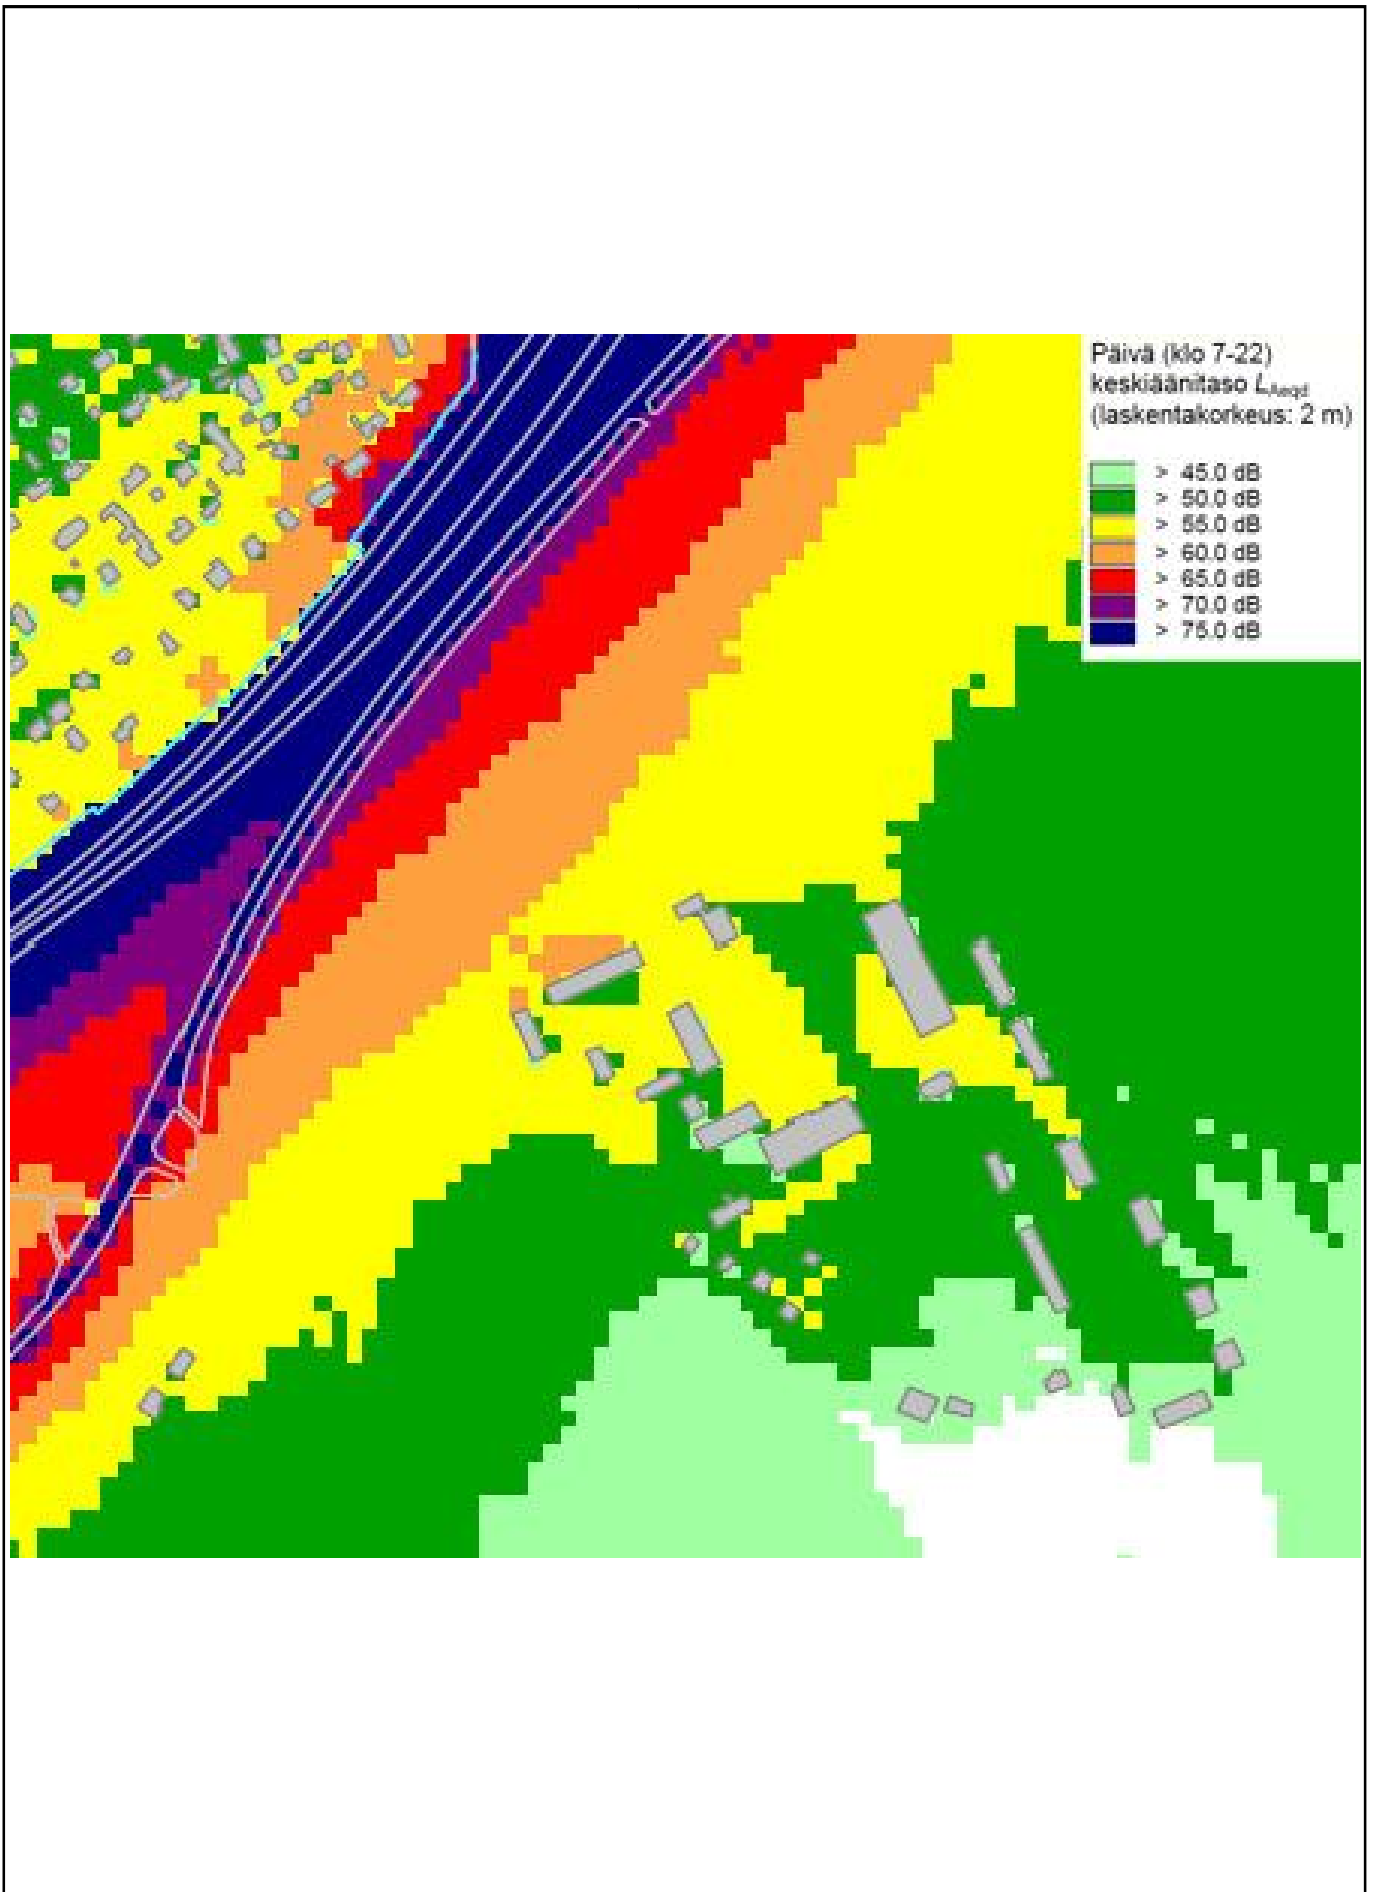 Päivä (klo 7-22)
keskiäänitaso LAeqd
(laskentakorkeus: 2 m)
> 45.0 dB
> 50.0 dB
> 55.0 dB
> 60.0 dB
> 65.0 dB
> 70.0 dB
> 75.0 dB